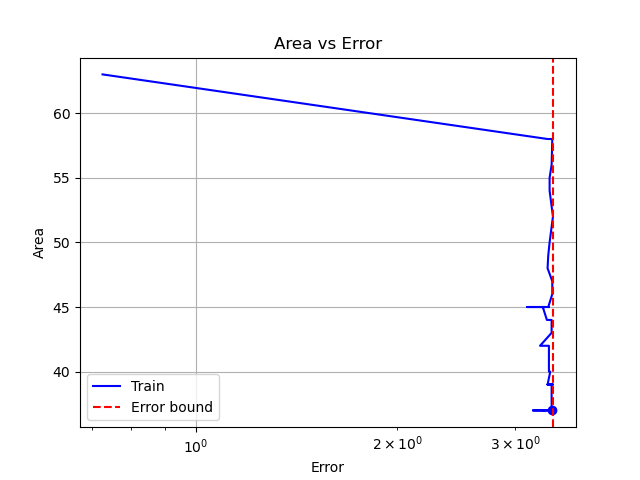 Area vs Error
Area
60
55
50
45
40
Train
Error bound
10⁰
2 × 10⁰
3 × 10⁰
Error